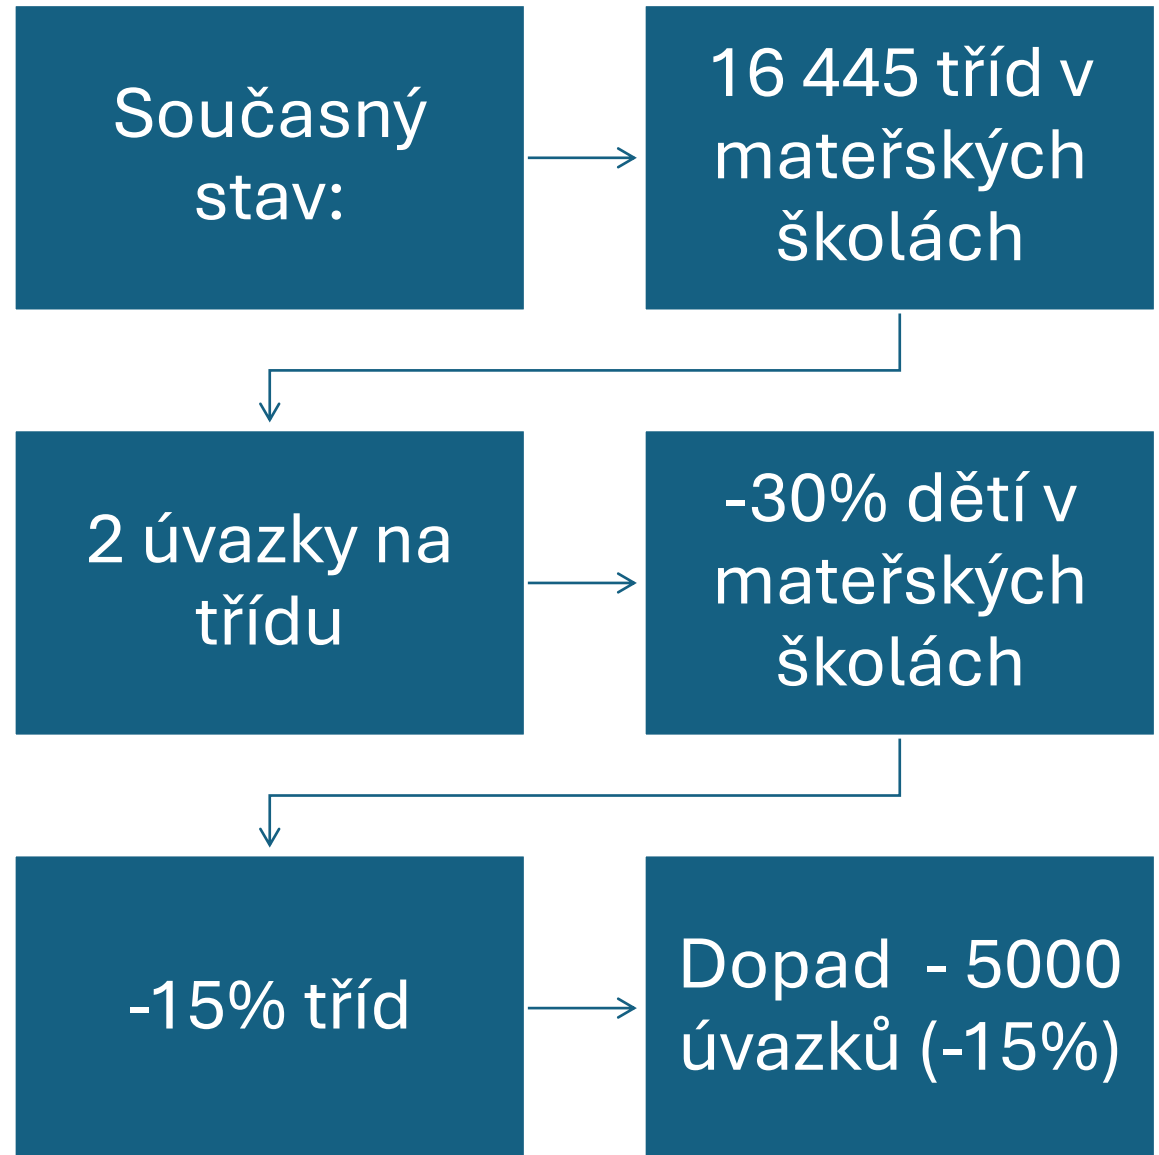 Současný
stav:
16 445 tříd v
mateřských
školách
2 úvazky na
třídu
-30% dětí v
mateřských
školách
-15% tříd
Dopad  - 5000
úvazků (-15%)